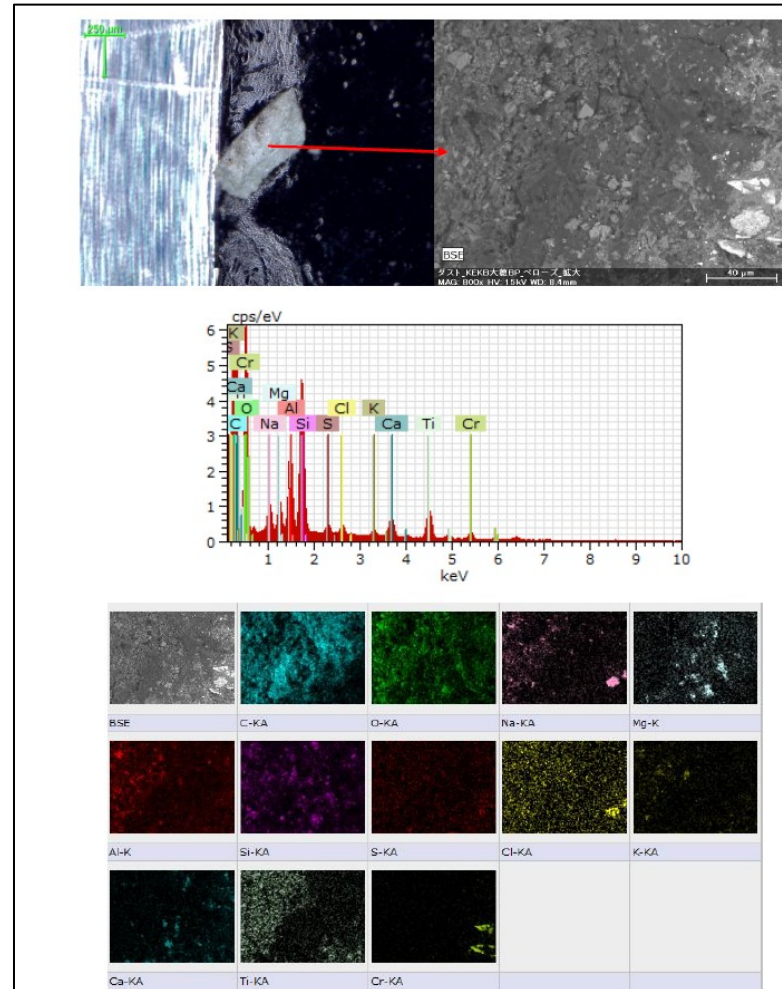 250 µm
BSE
ダスト_KEKB大穂BP_ベローズ_拡大
MAG: 800x HV: 15kV WD: 8.4mm
40 µm
cps/eV
6
5
4
3
2
1
0
K
S
Cr
Ca
O
C
Mg
Na
Al
Si
S
Cl
K
Ca
Ti
Cr
1 2 3 4 5 6 7 8 9 10
keV
BSE C-KA O-KA Na-KA Mg-K
Al-K Si-KA S-KA Cl-KA K-KA
Ca-KA Ti-KA Cr-KA